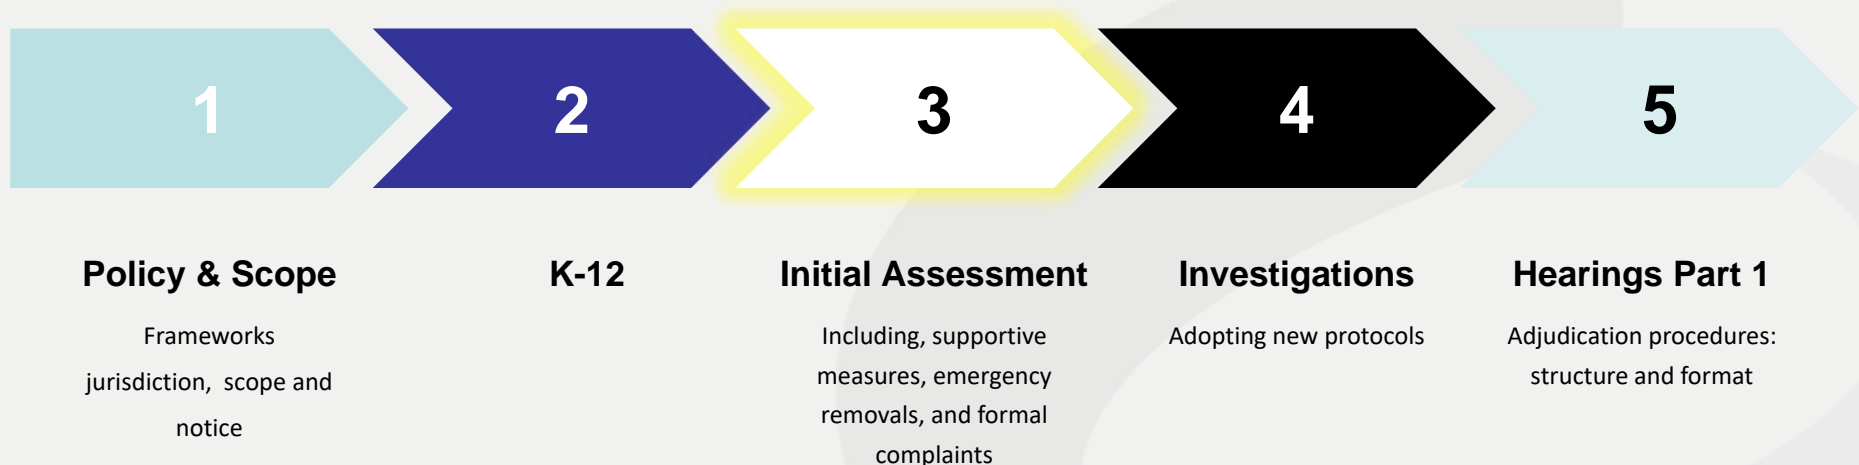 1
2
3
4
5
Policy & Scope
Frameworks
jurisdiction, scope and
notice
K-12
Initial Assessment
Including, supportive
measures, emergency
removals, and formal
complaints
Investigations
Adopting new protocols
Hearings Part 1
Adjudication procedures:
structure and format